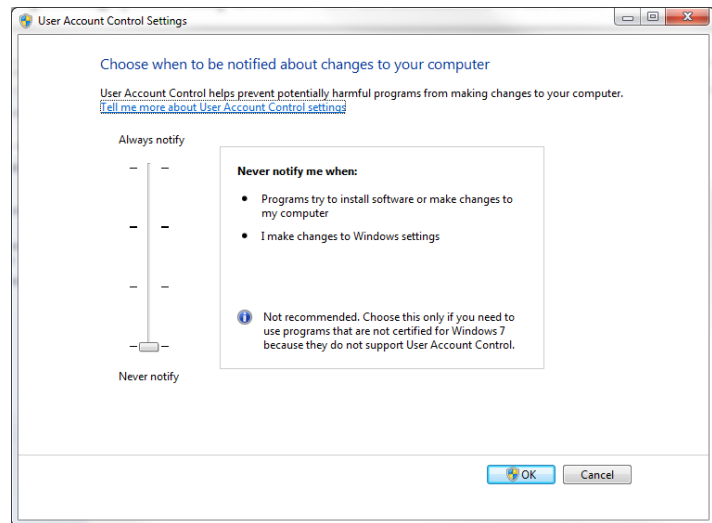 User Account Control Settings
Choose when to be notified about changes to your computer
User Account Control helps prevent potentially harmful programs from making changes to your computer.
Tell me more about User Account Control settings
Always notify
Never notify me when:
• Programs try to install software or make changes to
my computer
• I make changes to Windows settings
Not recommended. Choose this only if you need to
use programs that are not certified for Windows 7
because they do not support User Account Control.
Never notify
OK
Cancel